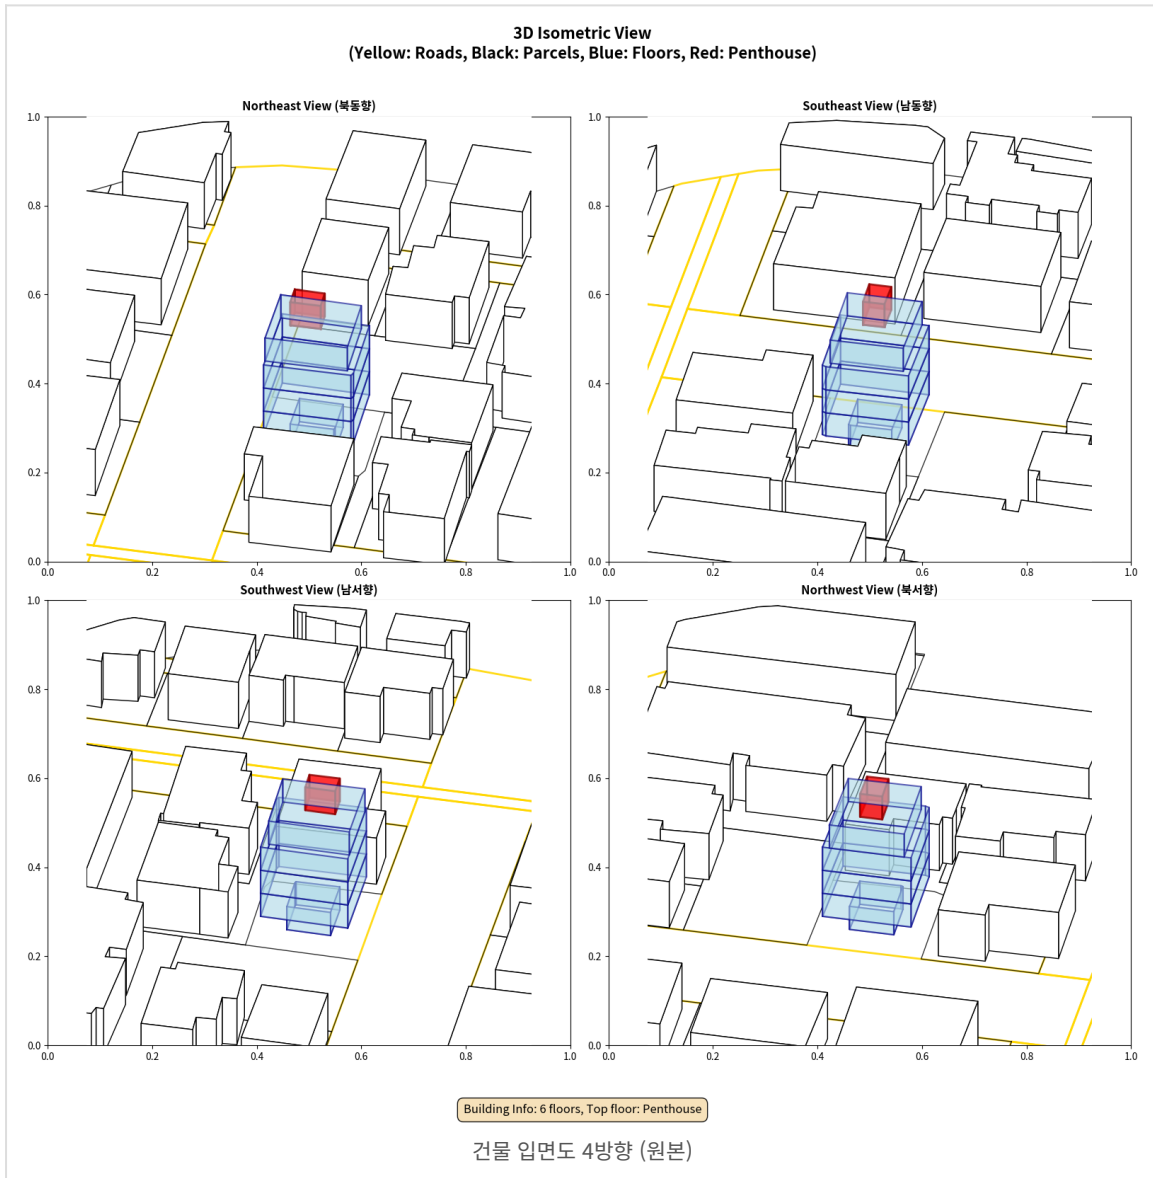 3D Isometric View
(Yellow: Roads, Black: Parcels, Blue: Floors, Red: Penthouse)
Northeast View (북동향)
1.0
0.8
0.6
0.4
0.2
0.0
0.0 0.2 0.4 0.6 0.8 1.0
Southeast View (남동향)
1.0
0.8
0.6
0.4
0.2
0.0
0.0 0.2 0.4 0.6 0.8 1.0
Southwest View (남서향)
1.0
0.8
0.6
0.4
0.2
0.0
0.0 0.2 0.4 0.6 0.8 1.0
Northwest View (북서향)
1.0
0.8
0.6
0.4
0.2
0.0
0.0 0.2 0.4 0.6 0.8 1.0
Building Info: 6 floors, Top floor: Penthouse
건물 입면도 4방향 (원본)